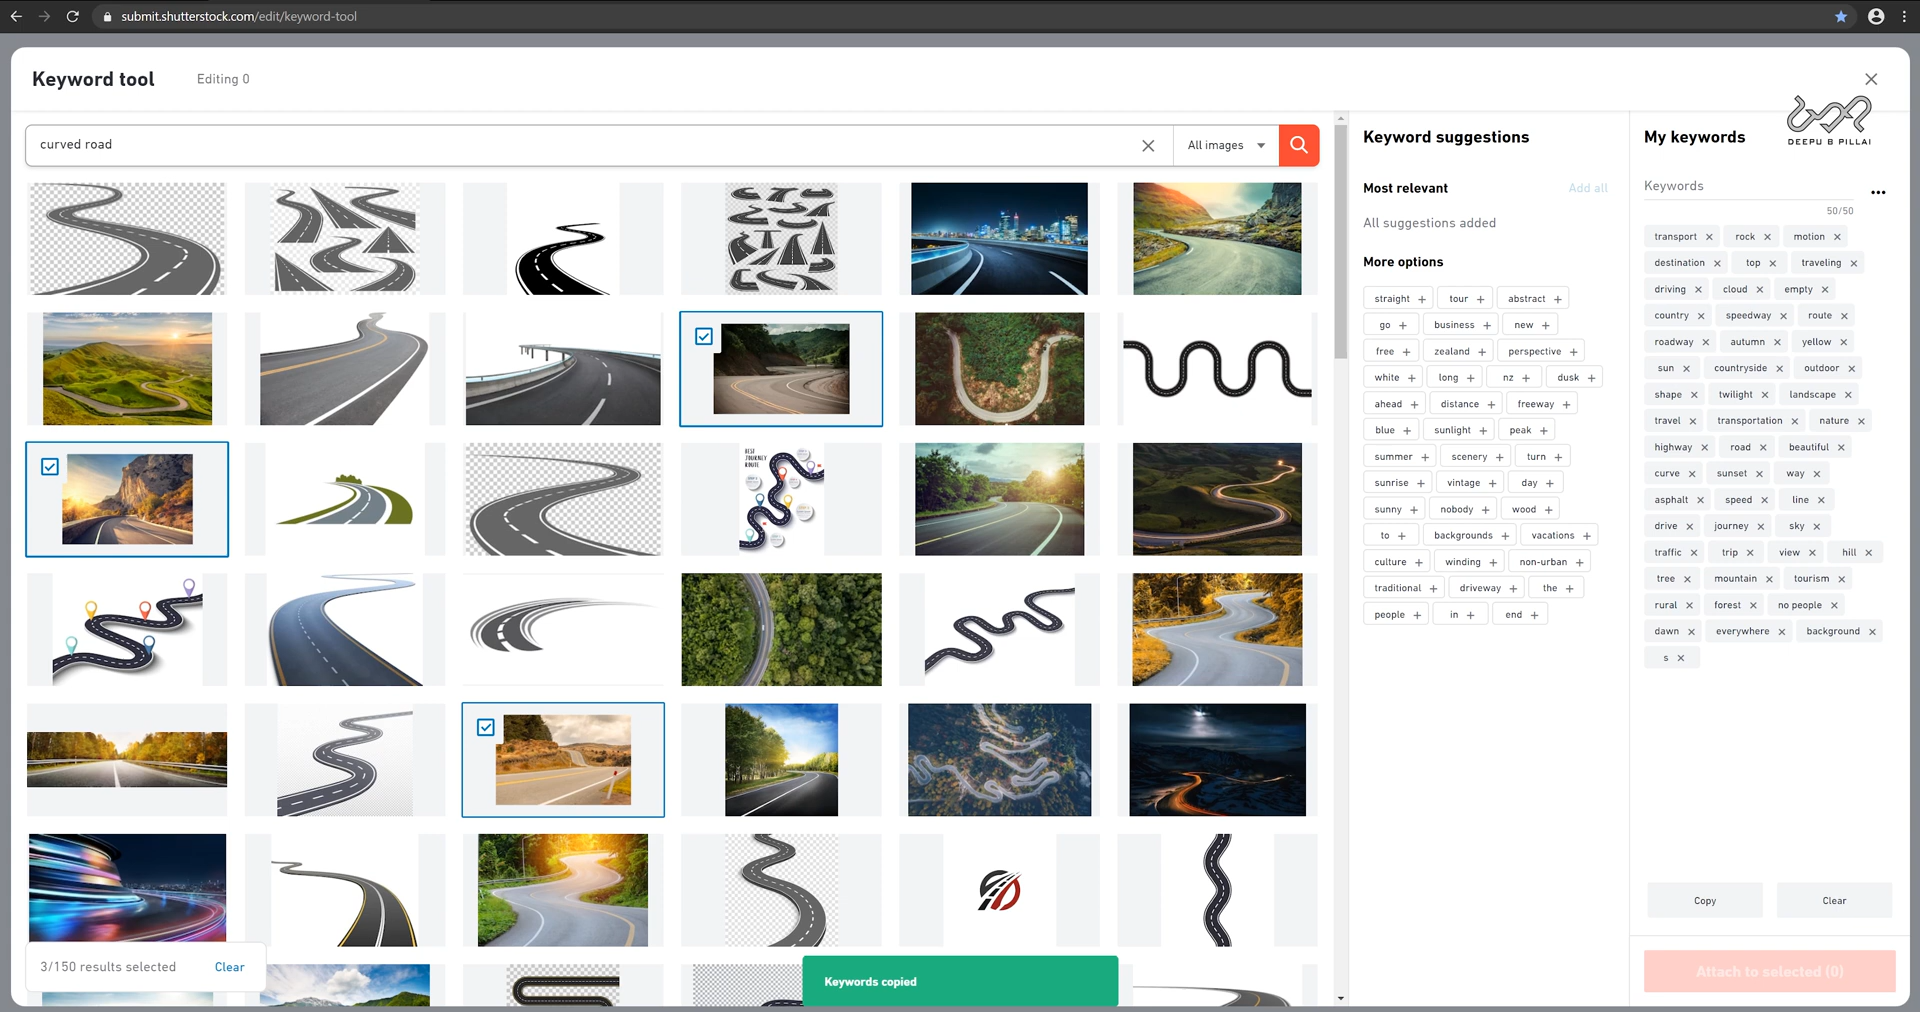 submit.shutterstock.com/edit/keyword-tool
Keyword tool
Editing 0
curved road
All images
BEST
JOURNEY
ROUTE
3/150 results selected
Clear
Keywords copied
Keyword suggestions
Most relevant
Add all
All suggestions added
More options
straight + tour + abstract +
go + business + new +
free + zealand + perspective +
white + long + nz + dusk +
ahead + distance + freeway +
blue + sunlight + peak +
summer + scenery + turn +
sunrise + vintage + day +
sunny + nobody + wood +
to + backgrounds + vacations +
culture + winding + non-urban +
traditional + driveway + the +
people + in + end +
My keywords
DEEPU B PILLAI
Keywords
50/50
transport × rock × motion ×
destination × top × traveling ×
driving × cloud × empty ×
country × speedway × route ×
roadway × autumn × yellow ×
sun × countryside × outdoor ×
shape × twilight × landscape ×
travel × transportation × nature ×
highway × road × beautiful ×
curve × sunset × way ×
asphalt × speed × line ×
drive × journey × sky ×
traffic × trip × view × hill ×
tree × mountain × tourism ×
rural × forest × no people ×
dawn × everywhere × background ×
s ×
Copy
Clear
Attach to selected (0)